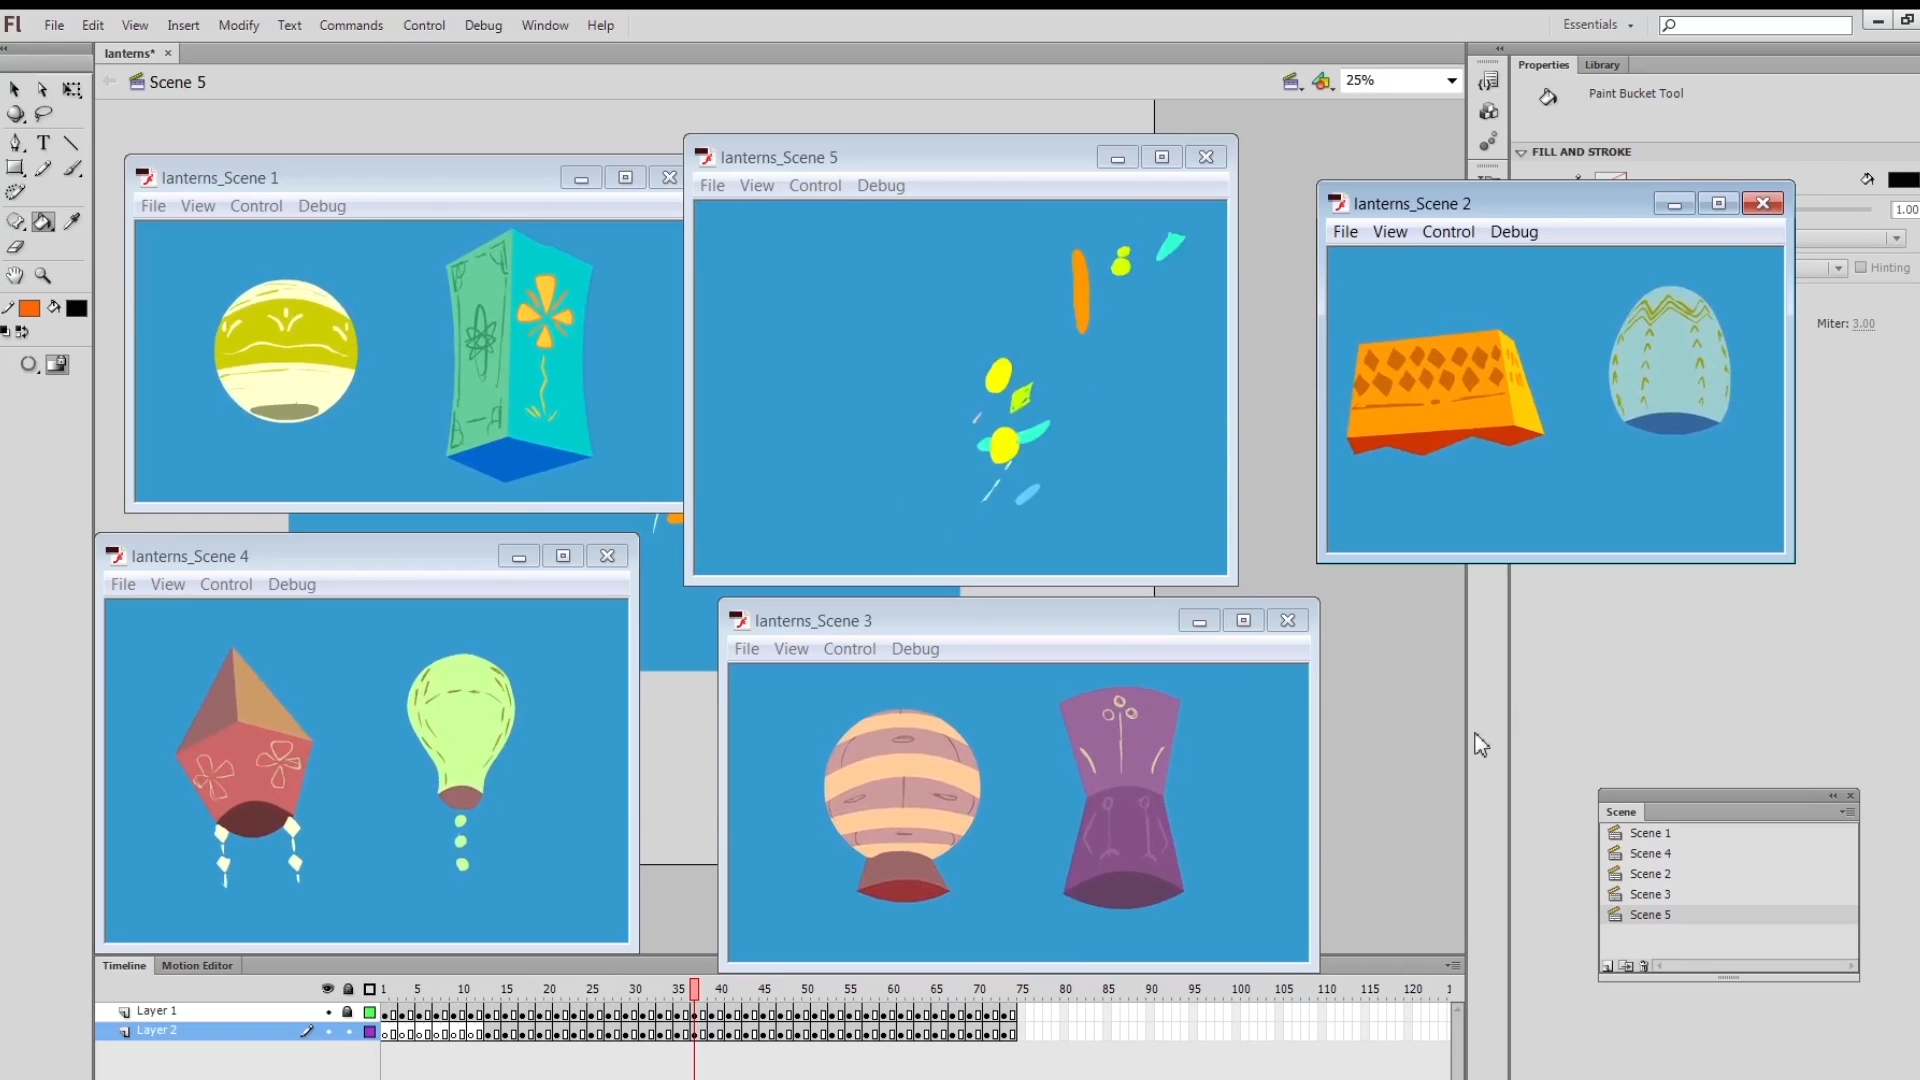 Fl File Edit View Insert Modify Text Commands Control Debug Window Help Essentials
lanterns* ×
Scene 5 25%
Properties Library
Paint Bucket Tool
FILL AND STROKE
1.00
Hinting
Miter: 3.00
lanterns_Scene 1
File View Control Debug
lanterns_Scene 5
File View Control Debug
lanterns_Scene 2
File View Control Debug
lanterns_Scene 4
File View Control Debug
lanterns_Scene 3
File View Control Debug
Scene
Scene 1
Scene 4
Scene 2
Scene 3
Scene 5
Timeline Motion Editor
1 5 10 15 20 25 30 35 40 45 50 55 60 65 70 75 80 85 90 95 100 105 110 115 120
Layer 1
Layer 2